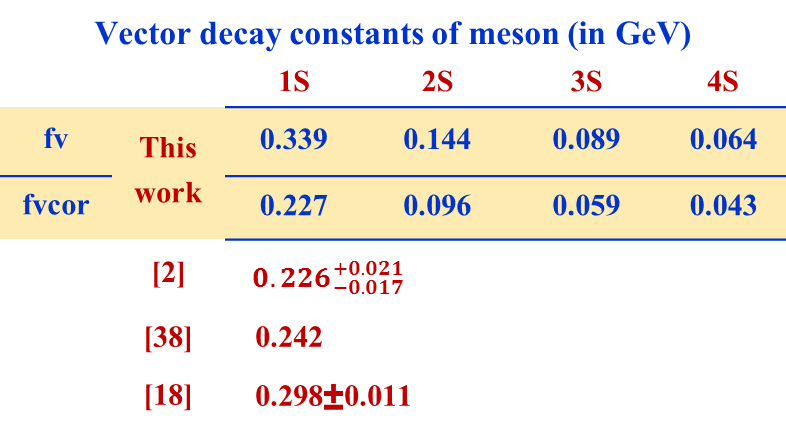 Vector decay constants of meson (in GeV)
1S 2S 3S 4S
fv This work 0.339 0.144 0.089 0.064
fvcor 0.227 0.096 0.059 0.043
[2] 0.226 +0.021 −0.017
[38] 0.242
[18] 0.298±0.011